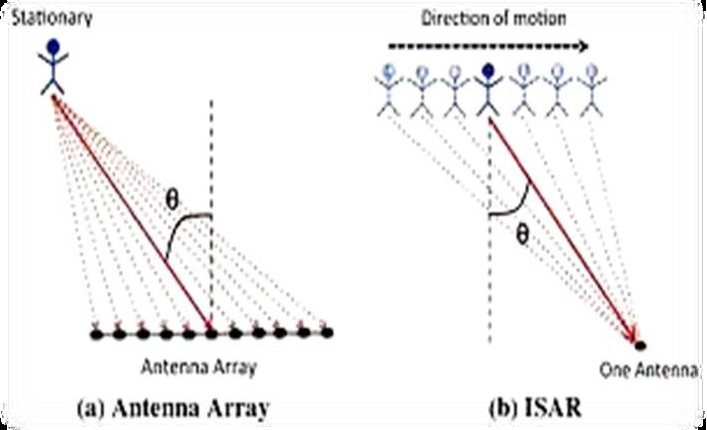 Stationary
Direction of motion
θ
θ
Antenna Array
One Antenna
(a) Antenna Array
(b) ISAR